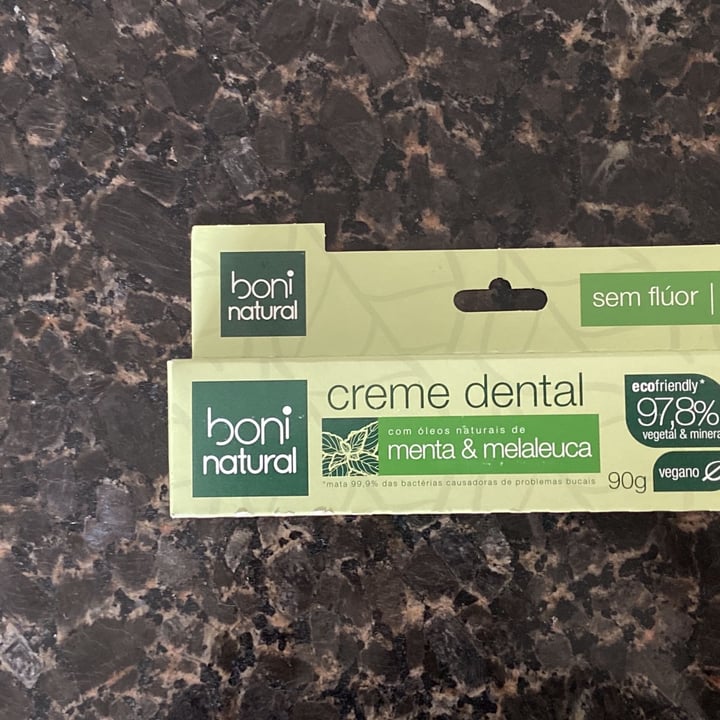 boni
natural
sem flúor |
boni
natural
creme dental
com óleos naturais de
menta & melaleuca
*mata 99,9% das bactérias causadoras de problemas bucais
90g
ecofriendly*
97,8%
vegetal & minera
vegano